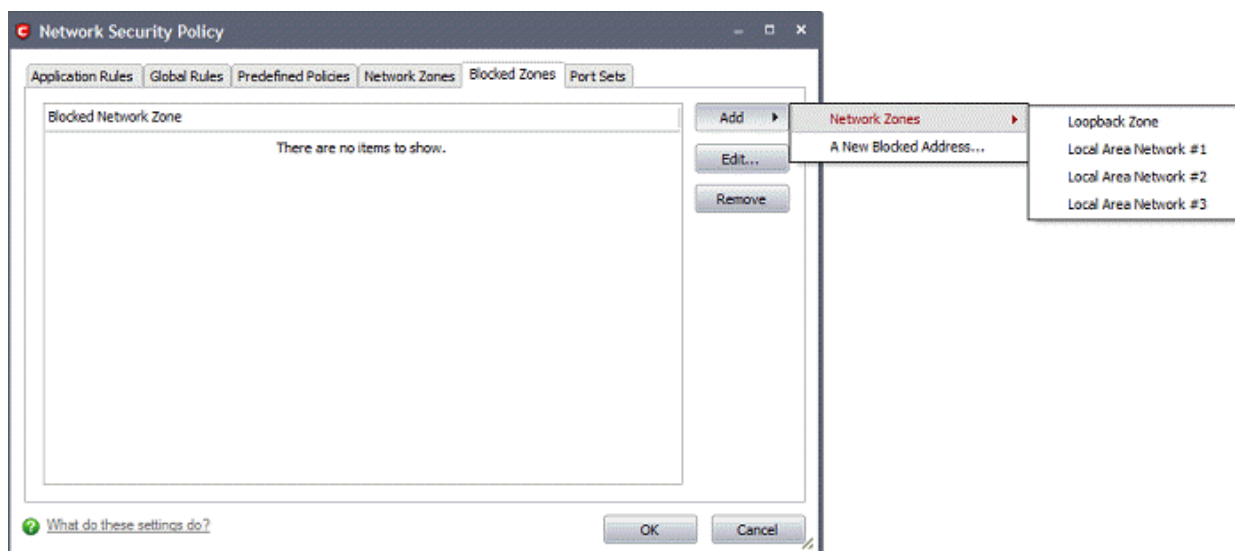 Network Security Policy
Application Rules Global Rules Predefined Policies Network Zones Blocked Zones Port Sets
Blocked Network Zone
There are no items to show.
Add
Edit...
Remove
Network Zones
A New Blocked Address...
Loopback Zone
Local Area Network #1
Local Area Network #2
Local Area Network #3
What do these settings do?
OK Cancel